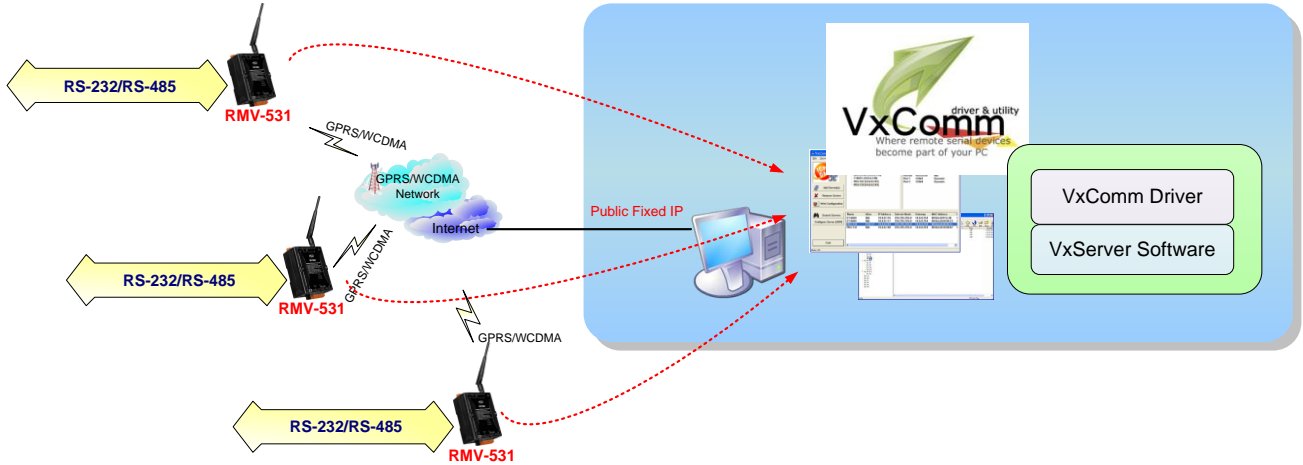 RS-232/RS-485
RMV-531
GPRS/WCDMA
GPRS/WCDMA
Network
Internet
Public Fixed IP
RS-232/RS-485
RMV-531
GPRS/WCDMA
GPRS/WCDMA
RS-232/RS-485
RMV-531
driver & utility
VxComm
Where remote serial devices
become part of your PC
VxComm Driver
VxServer Software